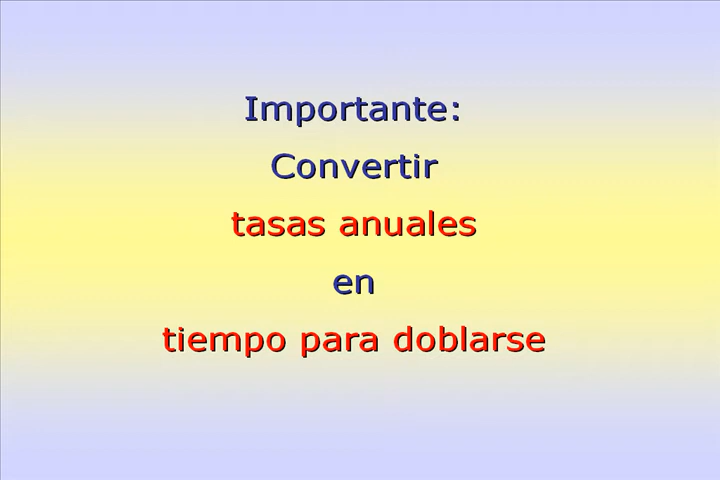 Importante:
Convertir
tasas anuales
en
tiempo para doblarse